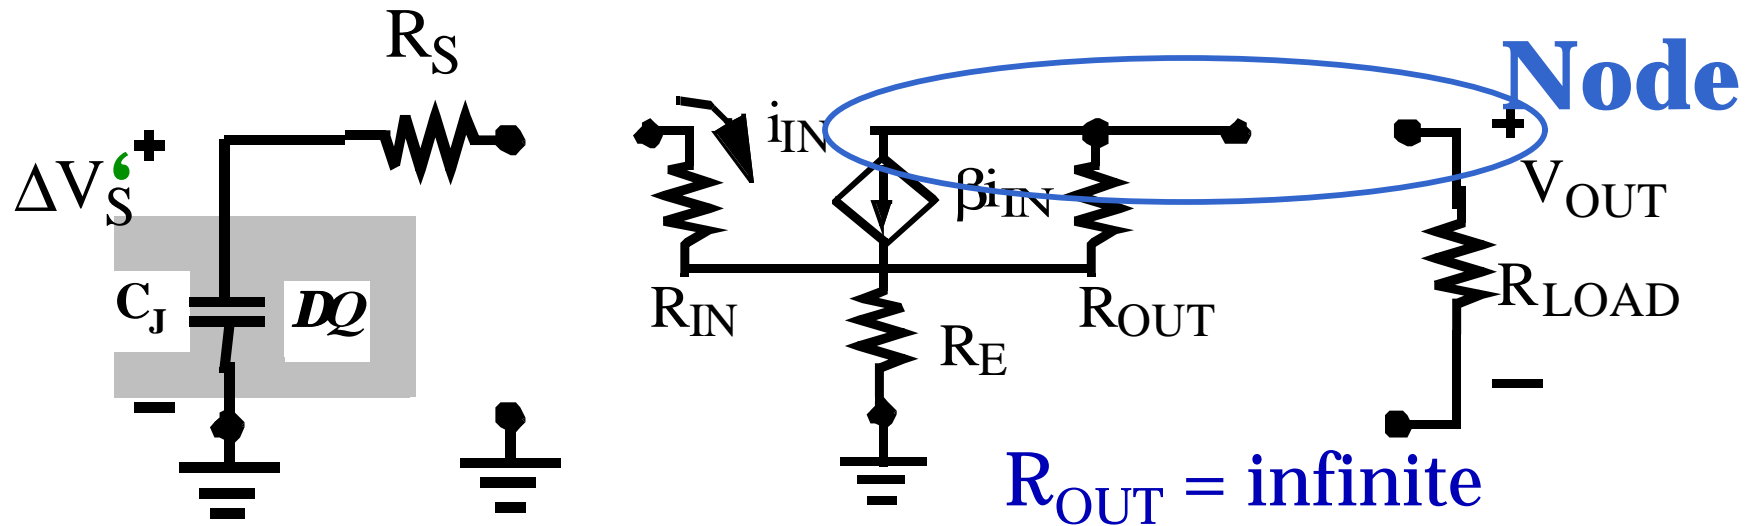 R_S
Node
+
i_IN
+
ΔV_S‘
βi_IN
V_OUT
C_J
DQ
R_IN
R_OUT
R_LOAD
R_E
−
−
R_OUT = infinite